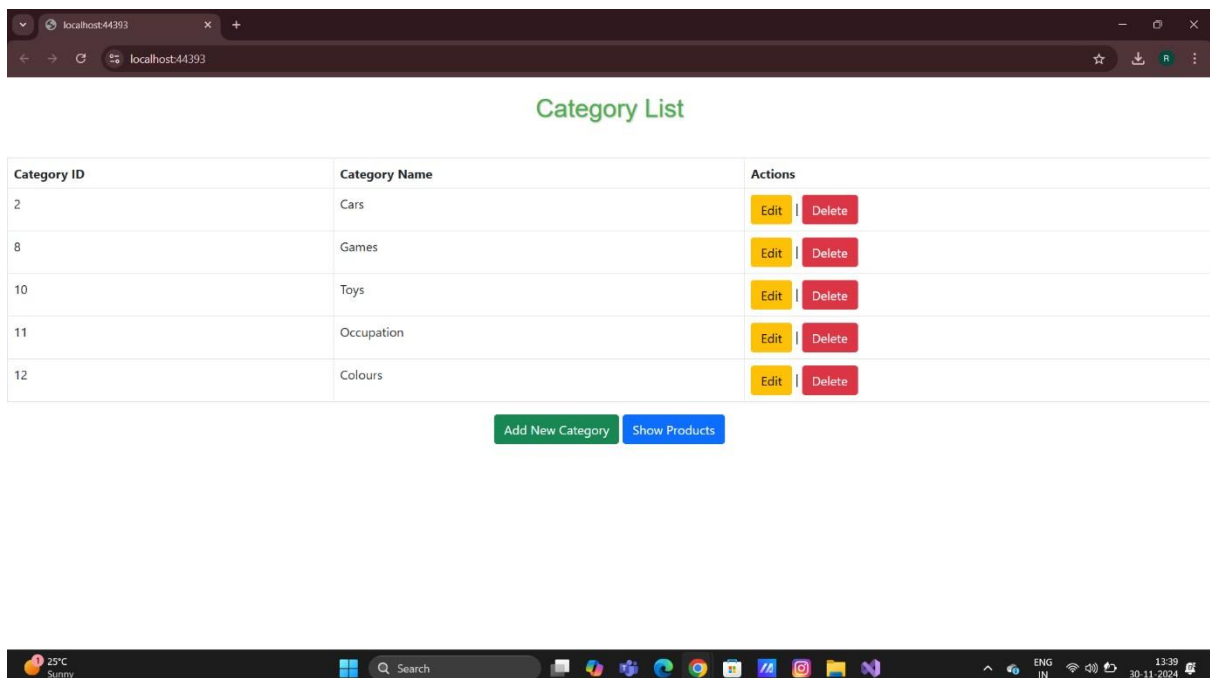 localhost:44393
localhost:44393
R
Category List
Category ID Category Name Actions
2 Cars Edit | Delete
8 Games Edit | Delete
10 Toys Edit | Delete
11 Occupation Edit | Delete
12 Colours Edit | Delete
Add New Category Show Products
1 25°C Search ENG 13:39
Sunny IN 30-11-2024